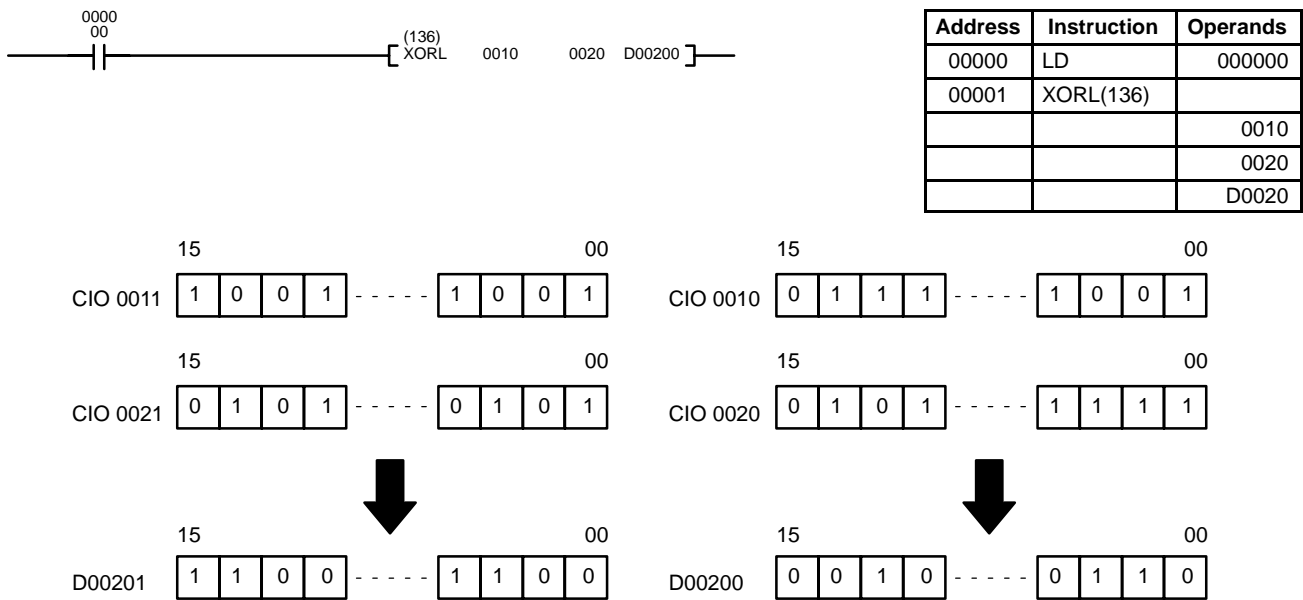 0000
00
(136)
XORL 0010 0020 D00200
Address Instruction Operands
00000 LD 000000
00001 XORL(136)
0010
0020
D0020
15 00 15 00
CIO 0011 1 0 0 1 - - - - - 1 0 0 1 CIO 0010 0 1 1 1 - - - - - 1 0 0 1
15 00 15 00
CIO 0021 0 1 0 1 - - - - - 0 1 0 1 CIO 0020 0 1 0 1 - - - - - 1 1 1 1
15 00 15 00
D00201 1 1 0 0 - - - - - 1 1 0 0 D00200 0 0 1 0 - - - - - 0 1 1 0